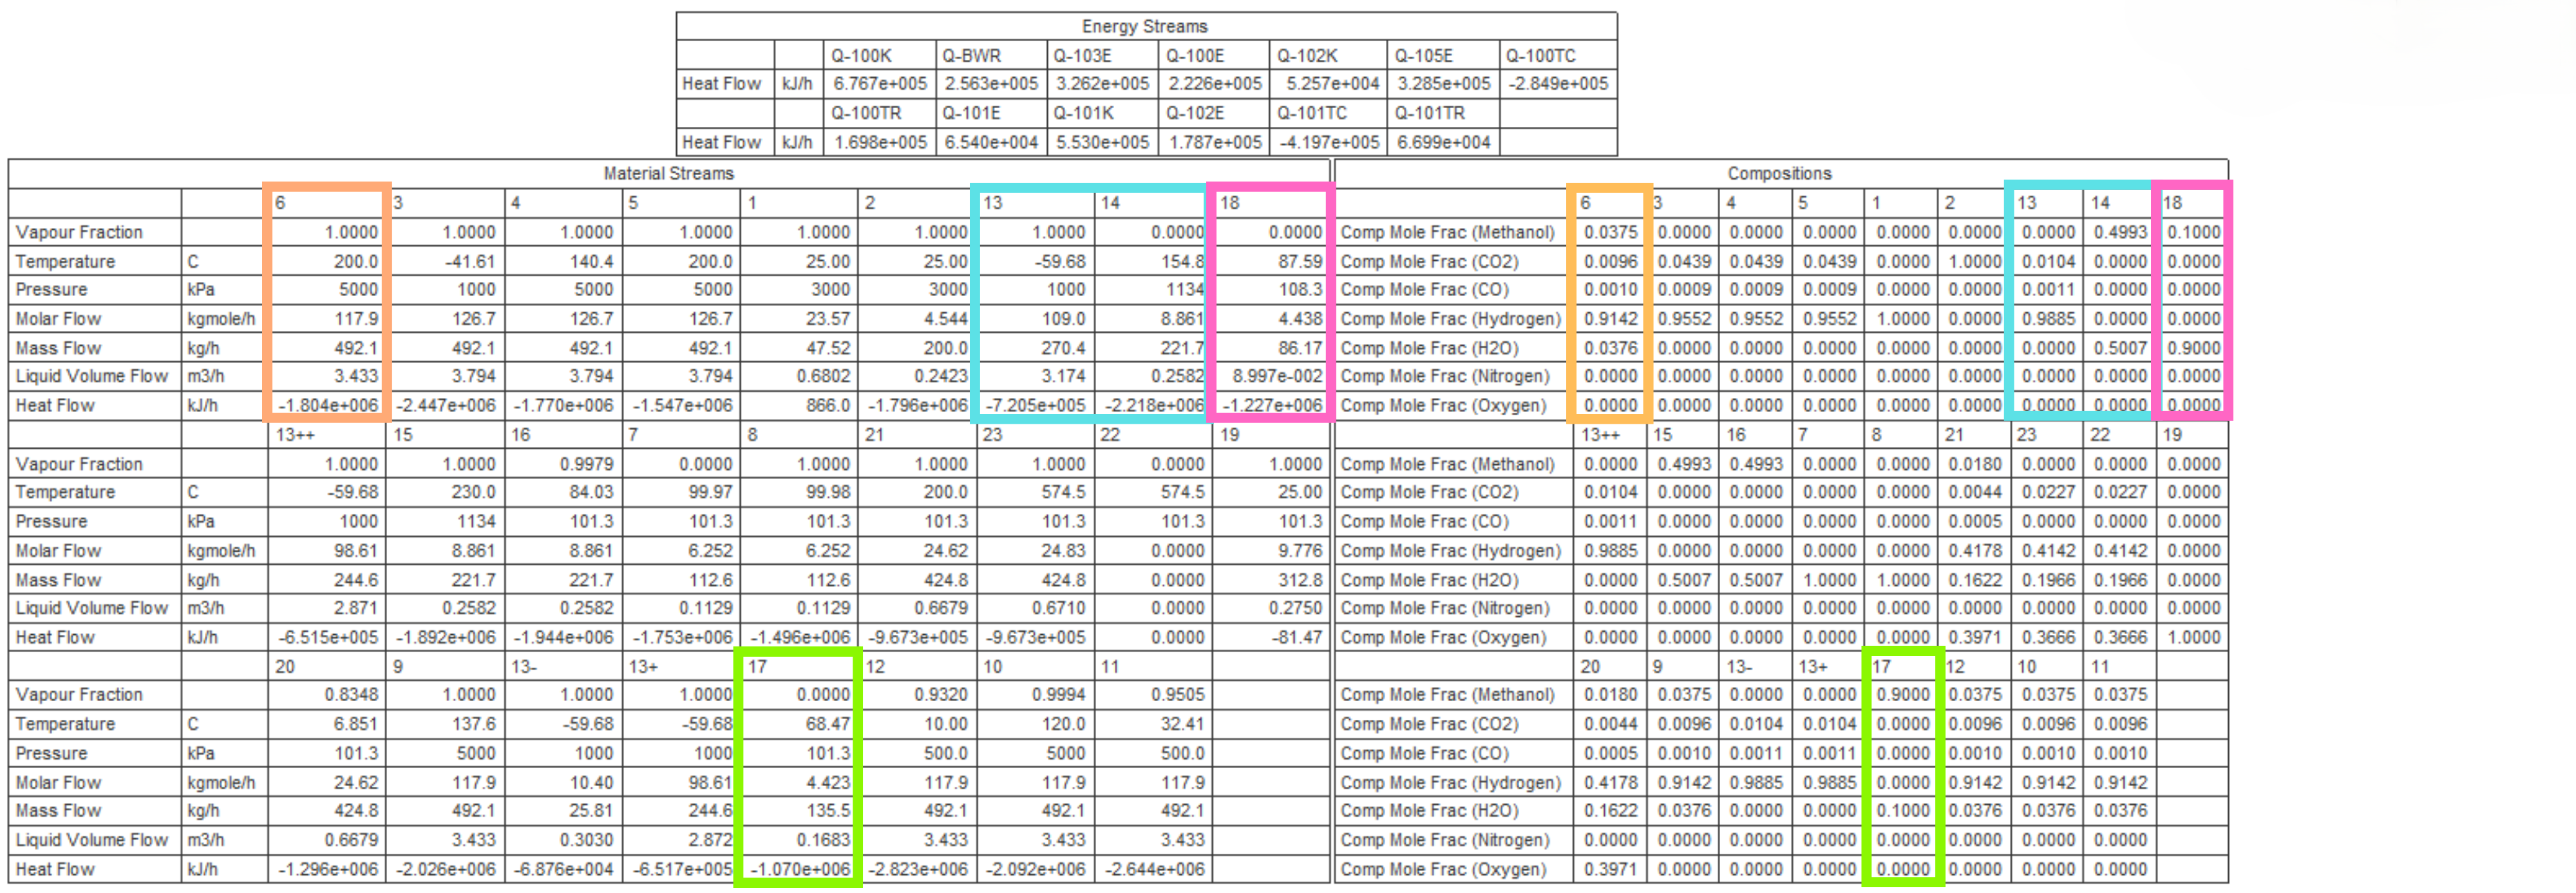 Energy Streams
Q-100K Q-BWR Q-103E Q-100E Q-102K Q-105E Q-100TC
Heat Flow kJ/h 6.767e+005 2.563e+005 3.262e+005 2.226e+005 5.257e+004 3.285e+005 -2.849e+005
Q-100TR Q-101E Q-101K Q-102E Q-101TC Q-101TR
Heat Flow kJ/h 1.698e+005 6.540e+004 5.530e+005 1.787e+005 -4.197e+005 6.699e+004
Material Streams
6 3 4 5 1 2 13 14 18
Vapour Fraction 1.0000 1.0000 1.0000 1.0000 1.0000 1.0000 1.0000 0.0000 0.0000
Temperature C 200.0 -41.61 140.4 200.0 25.00 25.00 -59.68 154.8 87.59
Pressure kPa 5000 1000 5000 5000 3000 3000 1000 1134 108.3
Molar Flow kgmole/h 117.9 126.7 126.7 126.7 23.57 4.544 109.0 8.861 4.438
Mass Flow kg/h 492.1 492.1 492.1 492.1 47.52 200.0 270.4 221.7 86.17
Liquid Volume Flow m3/h 3.433 3.794 3.794 3.794 0.6802 0.2423 3.174 0.2582 8.997e-002
Heat Flow kJ/h -1.804e+006 -2.447e+006 -1.770e+006 -1.547e+006 866.0 -1.796e+006 -7.205e+005 -2.218e+006 -1.227e+006
13++ 15 16 7 8 21 23 22 19
Vapour Fraction 1.0000 1.0000 0.9979 0.0000 1.0000 1.0000 1.0000 0.0000 1.0000
Temperature C -59.68 230.0 84.03 99.97 99.98 200.0 574.5 574.5 25.00
Pressure kPa 1000 1134 101.3 101.3 101.3 101.3 101.3 101.3 101.3
Molar Flow kgmole/h 98.61 8.861 8.861 6.252 6.252 24.62 24.83 0.0000 9.776
Mass Flow kg/h 244.6 221.7 221.7 112.6 112.6 424.8 424.8 0.0000 312.8
Liquid Volume Flow m3/h 2.871 0.2582 0.2582 0.1129 0.1129 0.6679 0.6710 0.0000 0.2750
Heat Flow kJ/h -6.515e+005 -1.892e+006 -1.944e+006 -1.753e+006 -1.496e+006 -9.673e+005 -9.673e+005 0.0000 -81.47
20 9 13- 13+ 17 12 10 11
Vapour Fraction 0.8348 1.0000 1.0000 1.0000 0.0000 0.9320 0.9994 0.9505
Temperature C 6.851 137.6 -59.68 -59.68 68.47 10.00 120.0 32.41
Pressure kPa 101.3 5000 1000 1000 101.3 500.0 5000 500.0
Molar Flow kgmole/h 24.62 117.9 10.40 98.61 4.423 117.9 117.9 117.9
Mass Flow kg/h 424.8 492.1 25.81 244.6 135.5 492.1 492.1 492.1
Liquid Volume Flow m3/h 0.6679 3.433 0.3030 2.872 0.1683 3.433 3.433 3.433
Heat Flow kJ/h -1.296e+006 -2.026e+006 -6.876e+004 -6.517e+005 -1.070e+006 -2.823e+006 -2.092e+006 -2.644e+006
Compositions
6 3 4 5 1 2 13 14 18
Comp Mole Frac (Methanol) 0.0375 0.0000 0.0000 0.0000 0.0000 0.0000 0.0000 0.4993 0.1000
Comp Mole Frac (CO2) 0.0096 0.0439 0.0439 0.0439 0.0000 1.0000 0.0104 0.0000 0.0000
Comp Mole Frac (CO) 0.0010 0.0009 0.0009 0.0009 0.0000 0.0000 0.0011 0.0000 0.0000
Comp Mole Frac (Hydrogen) 0.9142 0.9552 0.9552 0.9552 1.0000 0.0000 0.9885 0.0000 0.0000
Comp Mole Frac (H2O) 0.0376 0.0000 0.0000 0.0000 0.0000 0.0000 0.0000 0.5007 0.9000
Comp Mole Frac (Nitrogen) 0.0000 0.0000 0.0000 0.0000 0.0000 0.0000 0.0000 0.0000 0.0000
Comp Mole Frac (Oxygen) 0.0000 0.0000 0.0000 0.0000 0.0000 0.0000 0.0000 0.0000 0.0000
13++ 15 16 7 8 21 23 22 19
Comp Mole Frac (Methanol) 0.0000 0.4993 0.4993 0.0000 0.0000 0.0180 0.0000 0.0000 0.0000
Comp Mole Frac (CO2) 0.0104 0.0000 0.0000 0.0000 0.0000 0.0044 0.0227 0.0227 0.0000
Comp Mole Frac (CO) 0.0011 0.0000 0.0000 0.0000 0.0000 0.0005 0.0000 0.0000 0.0000
Comp Mole Frac (Hydrogen) 0.9885 0.0000 0.0000 0.0000 0.0000 0.4178 0.4142 0.4142 0.0000
Comp Mole Frac (H2O) 0.0000 0.5007 0.5007 1.0000 1.0000 0.1622 0.1966 0.1966 0.0000
Comp Mole Frac (Nitrogen) 0.0000 0.0000 0.0000 0.0000 0.0000 0.0000 0.0000 0.0000 0.0000
Comp Mole Frac (Oxygen) 0.0000 0.0000 0.0000 0.0000 0.0000 0.3971 0.3666 0.3666 1.0000
20 9 13- 13+ 17 12 10 11
Comp Mole Frac (Methanol) 0.0180 0.0375 0.0000 0.0000 0.9000 0.0375 0.0375 0.0375
Comp Mole Frac (CO2) 0.0044 0.0096 0.0104 0.0104 0.0000 0.0096 0.0096 0.0096
Comp Mole Frac (CO) 0.0005 0.0010 0.0011 0.0011 0.0000 0.0010 0.0010 0.0010
Comp Mole Frac (Hydrogen) 0.4178 0.9142 0.9885 0.9885 0.0000 0.9142 0.9142 0.9142
Comp Mole Frac (H2O) 0.1622 0.0376 0.0000 0.0000 0.1000 0.0376 0.0376 0.0376
Comp Mole Frac (Nitrogen) 0.0000 0.0000 0.0000 0.0000 0.0000 0.0000 0.0000 0.0000
Comp Mole Frac (Oxygen) 0.3971 0.0000 0.0000 0.0000 0.0000 0.0000 0.0000 0.0000